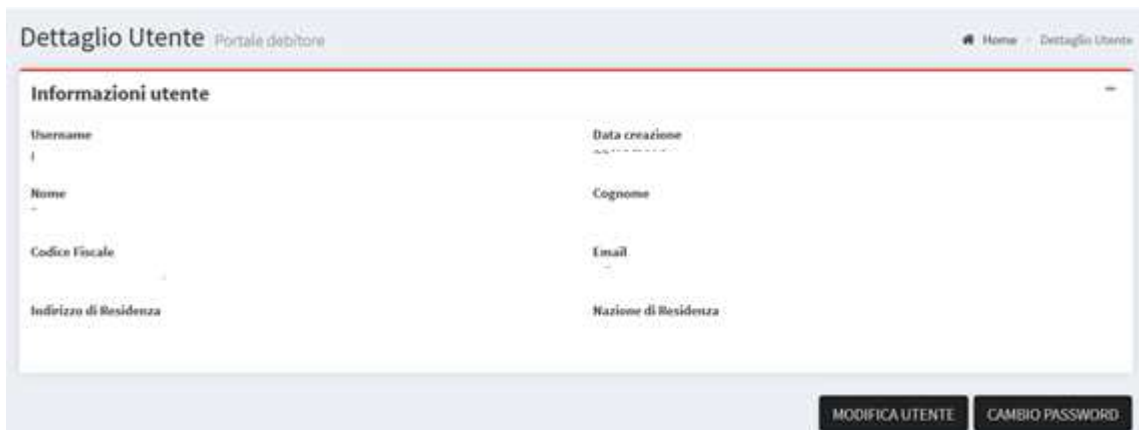 Dettaglio Utente Portale debitore
Home Dettaglio Utente
Informazioni utente
Username Data creazione
Nome Cognome
Codice Fiscale Email
Indirizzo di Residenza Nazione di Residenza
MODIFICA UTENTE CAMBIO PASSWORD